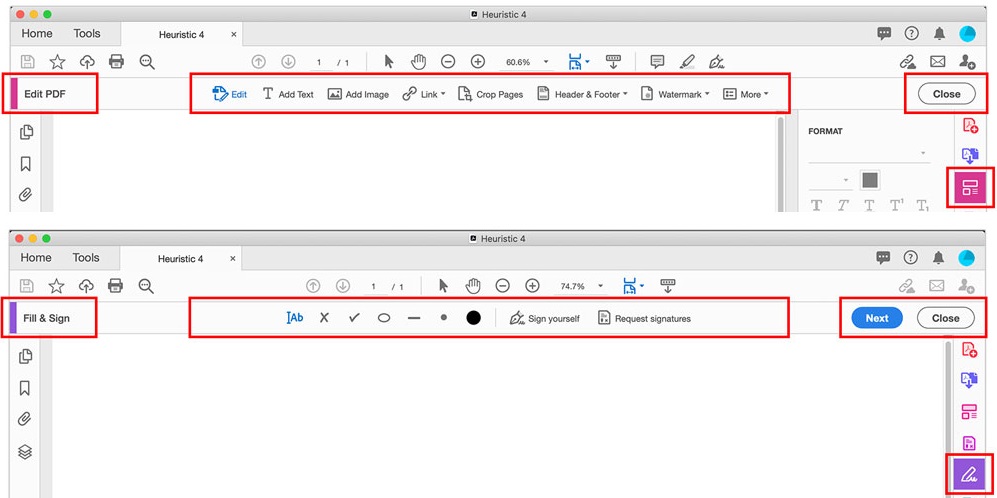 Heuristic 4
Home Tools Heuristic 4 ×
1 / 1 60.6%
Edit PDF Edit Add Text Add Image Link Crop Pages Header & Footer Watermark More Close
FORMAT
T T T T¹ T₁
Heuristic 4
Home Tools Heuristic 4 ×
1 / 1 74.7%
Fill & Sign Ab Sign yourself Request signatures Next Close